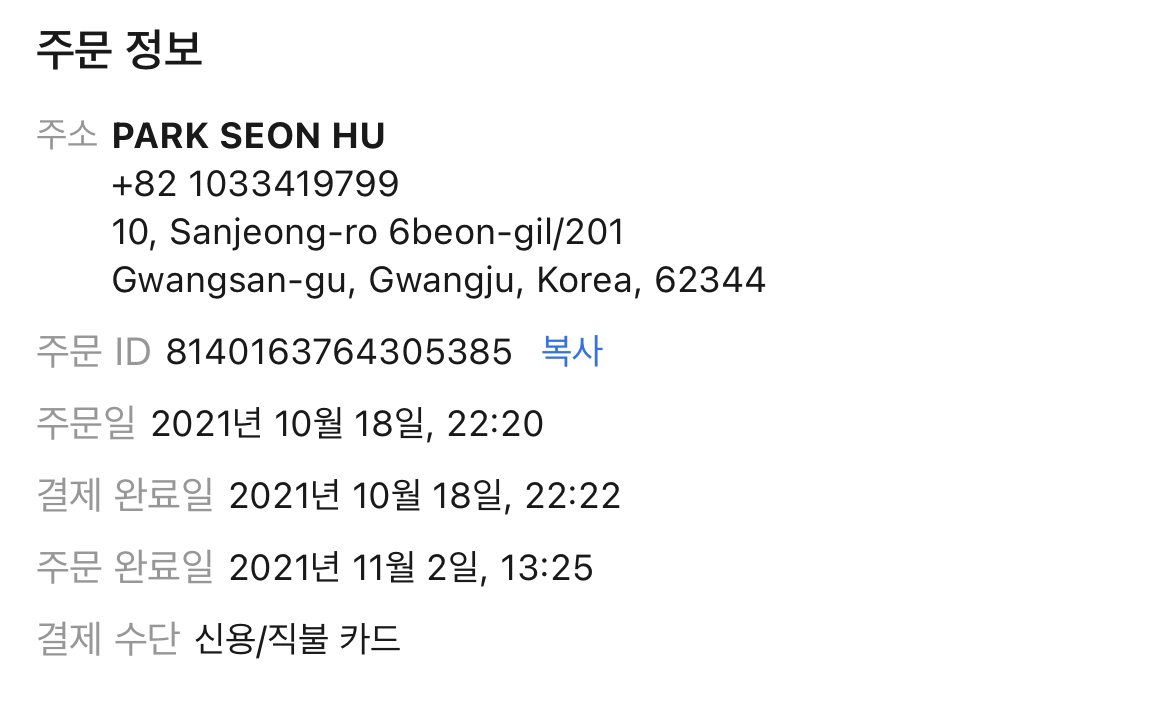 주문 정보
주소 PARK SEON HU
+82 1033419799
10, Sanjeong-ro 6beon-gil/201
Gwangsan-gu, Gwangju, Korea, 62344
주문 ID 8140163764305385 복사
주문일 2021년 10월 18일, 22:20
결제 완료일 2021년 10월 18일, 22:22
주문 완료일 2021년 11월 2일, 13:25
결제 수단 신용/직불 카드